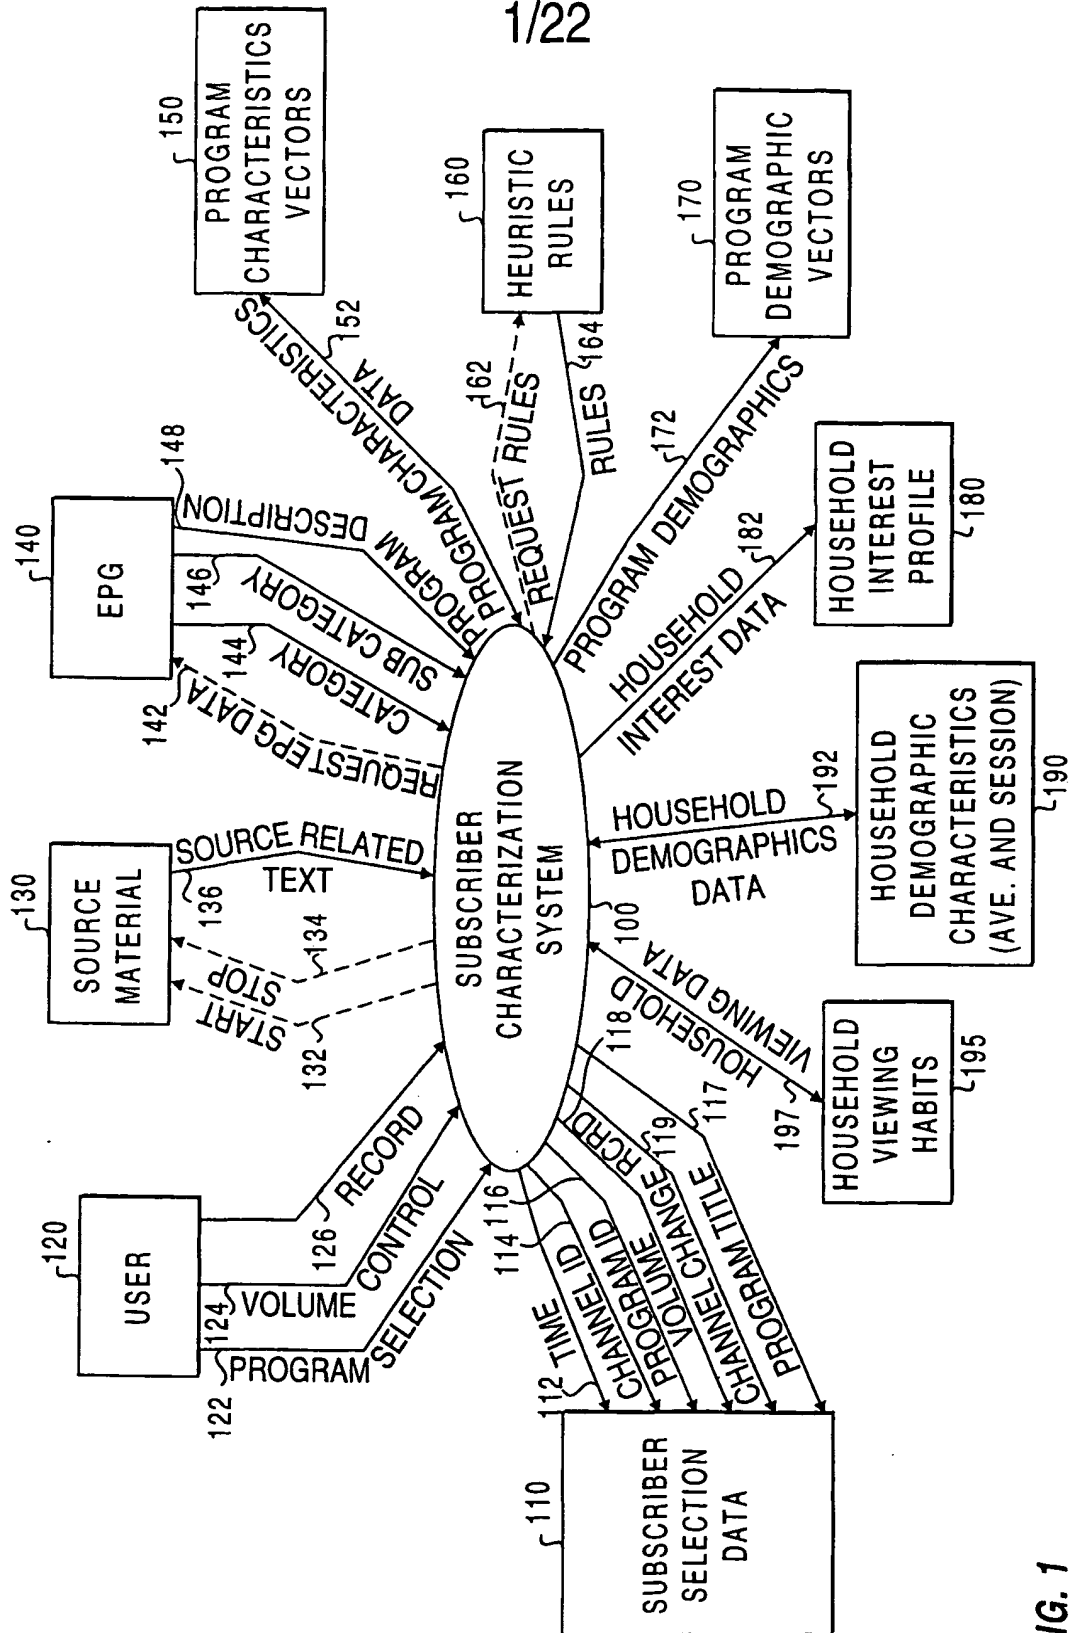 1/22
120
USER
122
PROGRAM
SELECTION
124
VOLUME
CONTROL
126
RECORD
130
SOURCE
MATERIAL
132
START
STOP
134
136
SOURCE RELATED
TEXT
140
EPG
142
REQUEST EPG DATA
144
CATEGORY
146
SUB CATEGORY
148
PROGRAM DESCRIPTION
150
PROGRAM
CHARACTERISTICS
VECTORS
152
PROGRAM CHARACTERISTICS
DATA
160
HEURISTIC
RULES
162
REQUEST RULES
RULES
164
170
PROGRAM
DEMOGRAPHIC
VECTORS
172
PROGRAM DEMOGRAPHICS
SUBSCRIBER
CHARACTERIZATION
SYSTEM
100
110
SUBSCRIBER
SELECTION
DATA
112
TIME
114
CHANNEL ID
116
PROGRAM ID
VOLUME
CHANGE RCRD
118
119
CHANNEL CHANGE
117
PROGRAM TITLE
HOUSEHOLD
VIEWING DATA
197
HOUSEHOLD
VIEWING
HABITS
195
HOUSEHOLD
DEMOGRAPHICS
DATA
192
HOUSEHOLD
DEMOGRAPHIC
CHARACTERISTICS
(AVE. AND SESSION)
190
HOUSEHOLD
INTEREST DATA
182
HOUSEHOLD
INTEREST
PROFILE
180
IG. 1